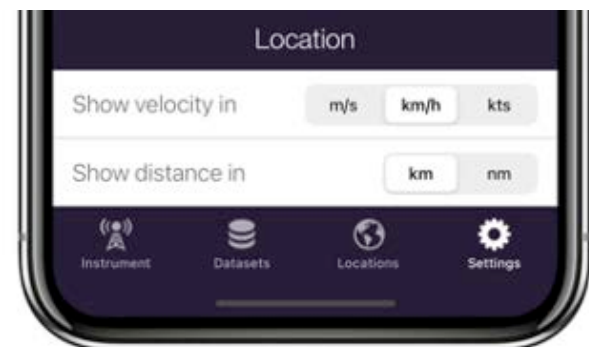 Location
Show velocity in m/s km/h kts
Show distance in km nm
Instrument Datasets Locations Settings